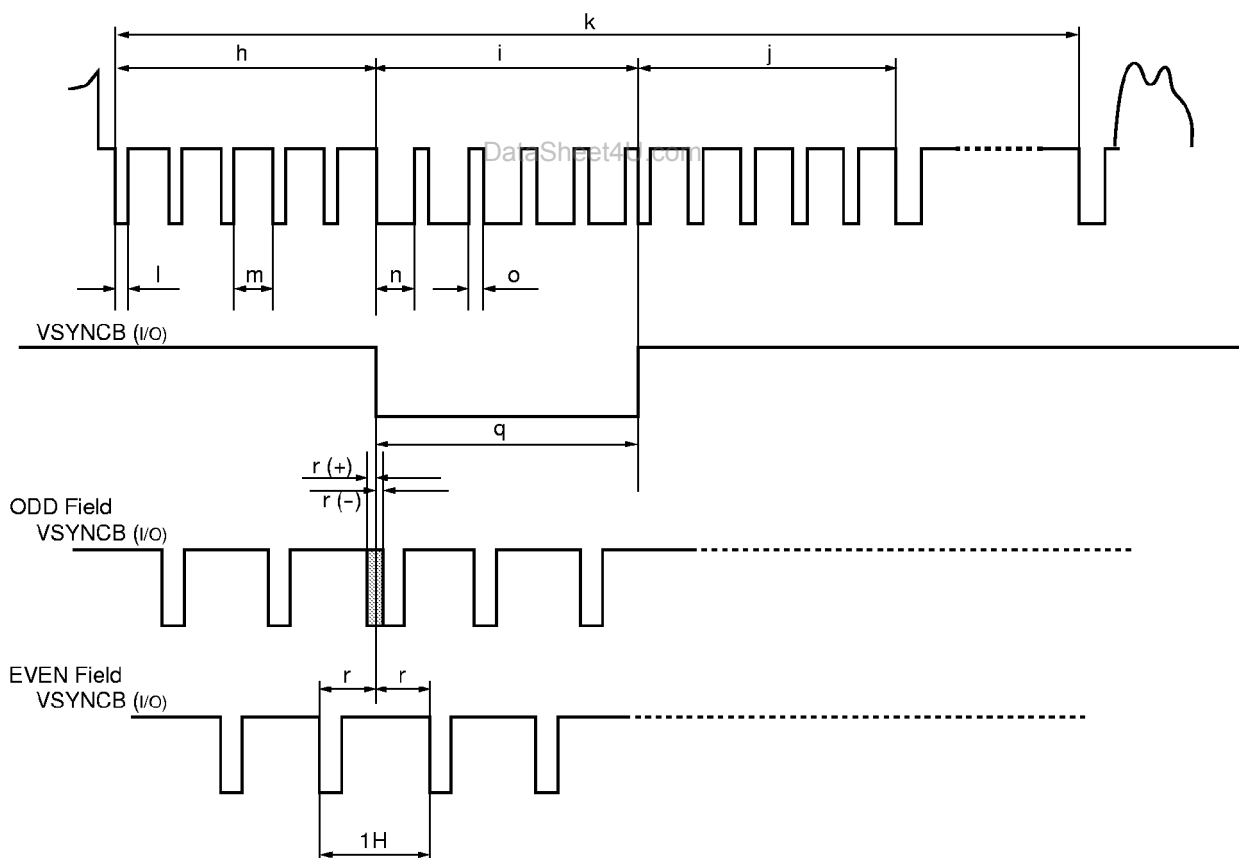 k
h i j
DataSheet4U.com
l m n o
VSYNCB (I/O)
q
r (+)
r (−)
ODD Field
VSYNCB (I/O)
EVEN Field
VSYNCB (I/O)
r r
1H